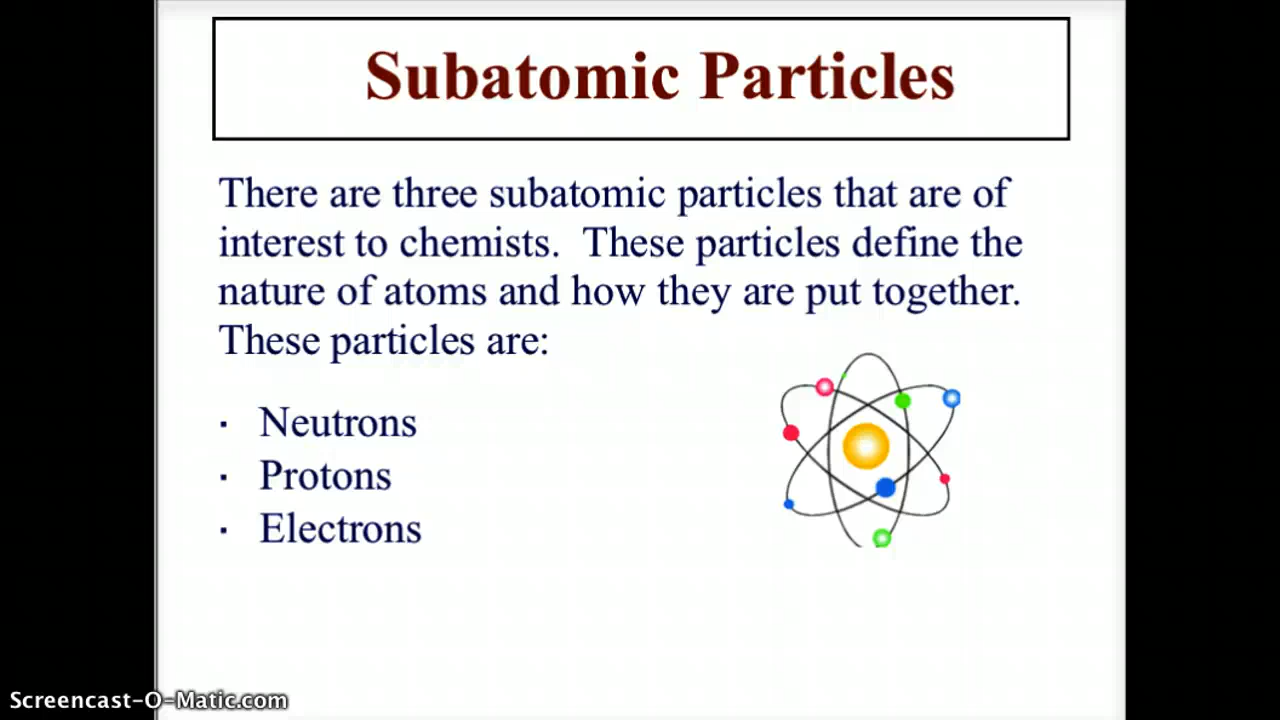 Subatomic Particles
There are three subatomic particles that are of
interest to chemists.  These particles define the
nature of atoms and how they are put together.
These particles are:
· Neutrons
· Protons
· Electrons
Screencast-O-Matic.com